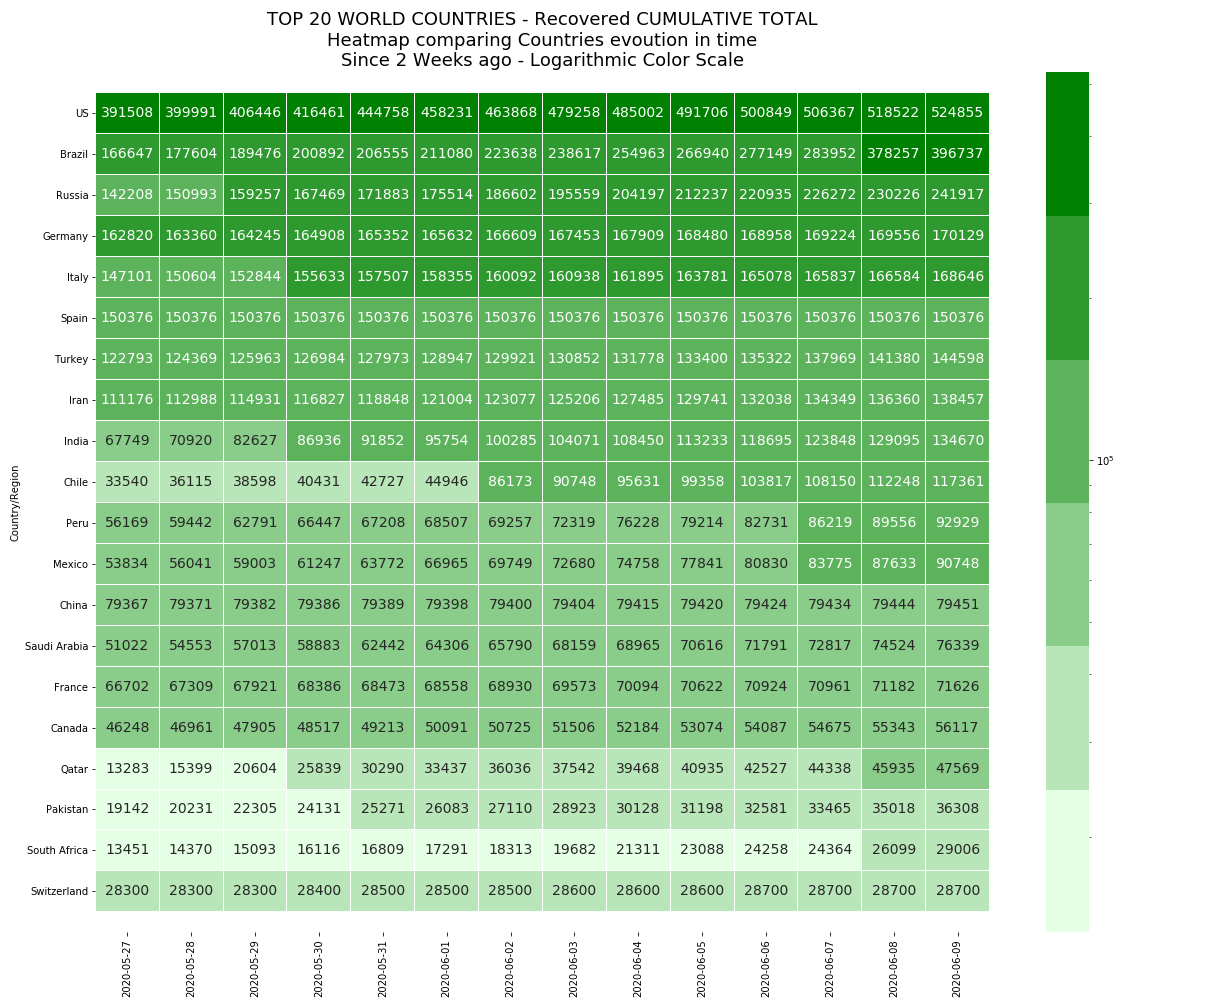 TOP 20 WORLD COUNTRIES - Recovered CUMULATIVE TOTAL
Heatmap comparing Countries evoution in time
Since 2 Weeks ago - Logarithmic Color Scale
US 391508 399991 406446 416461 444758 458231 463868 479258 485002 491706 500849 506367 518522 524855
Brazil 166647 177604 189476 200892 206555 211080 223638 238617 254963 266940 277149 283952 378257 396737
Russia 142208 150993 159257 167469 171883 175514 186602 195559 204197 212237 220935 226272 230226 241917
Germany 162820 163360 164245 164908 165352 165632 166609 167453 167909 168480 168958 169224 169556 170129
Italy 147101 150604 152844 155633 157507 158355 160092 160938 161895 163781 165078 165837 166584 168646
Spain 150376 150376 150376 150376 150376 150376 150376 150376 150376 150376 150376 150376 150376 150376
Turkey 122793 124369 125963 126984 127973 128947 129921 130852 131778 133400 135322 137969 141380 144598
Iran 111176 112988 114931 116827 118848 121004 123077 125206 127485 129741 132038 134349 136360 138457
India 67749 70920 82627 86936 91852 95754 100285 104071 108450 113233 118695 123848 129095 134670
Chile 33540 36115 38598 40431 42727 44946 86173 90748 95631 99358 103817 108150 112248 117361
Peru 56169 59442 62791 66447 67208 68507 69257 72319 76228 79214 82731 86219 89556 92929
Mexico 53834 56041 59003 61247 63772 66965 69749 72680 74758 77841 80830 83775 87633 90748
China 79367 79371 79382 79386 79389 79398 79400 79404 79415 79420 79424 79434 79444 79451
Saudi Arabia 51022 54553 57013 58883 62442 64306 65790 68159 68965 70616 71791 72817 74524 76339
France 66702 67309 67921 68386 68473 68558 68930 69573 70094 70622 70924 70961 71182 71626
Canada 46248 46961 47905 48517 49213 50091 50725 51506 52184 53074 54087 54675 55343 56117
Qatar 13283 15399 20604 25839 30290 33437 36036 37542 39468 40935 42527 44338 45935 47569
Pakistan 19142 20231 22305 24131 25271 26083 27110 28923 30128 31198 32581 33465 35018 36308
South Africa 13451 14370 15093 16116 16809 17291 18313 19682 21311 23088 24258 24364 26099 29006
Switzerland 28300 28300 28300 28400 28500 28500 28500 28600 28600 28600 28700 28700 28700 28700
2020-05-27 2020-05-28 2020-05-29 2020-05-30 2020-05-31 2020-06-01 2020-06-02 2020-06-03 2020-06-04 2020-06-05 2020-06-06 2020-06-07 2020-06-08 2020-06-09
Country/Region
10⁵